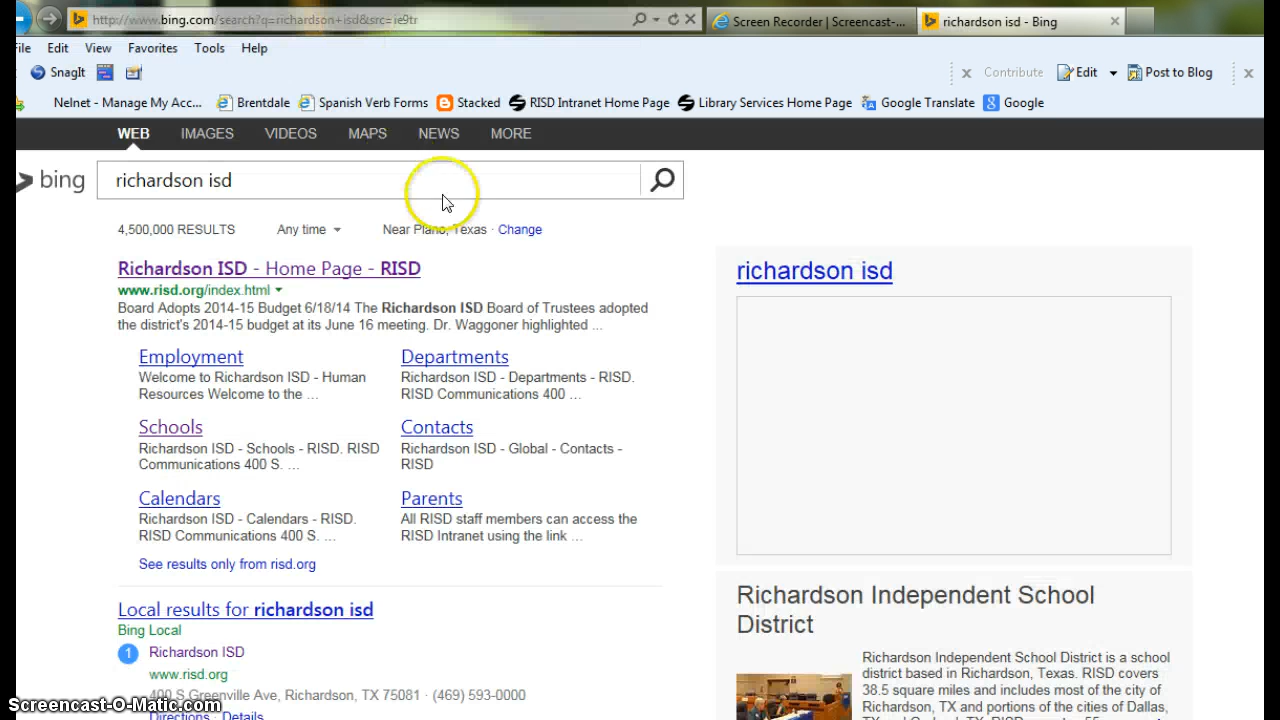 http://www.bing.com/search?q=richardson+isd&src=ie9tr
Screen Recorder | Screencast-...
richardson isd - Bing
File Edit View Favorites Tools Help
SnagIt
Contribute Edit Post to Blog
Nelnet - Manage My Acc... Brentdale Spanish Verb Forms Stacked RISD Intranet Home Page Library Services Home Page Google Translate Google
WEB IMAGES VIDEOS MAPS NEWS MORE
bing
richardson isd
4,500,000 RESULTS Any time Near Plano, Texas · Change
Richardson ISD - Home Page - RISD
www.risd.org/index.html
Board Adopts 2014-15 Budget 6/18/14 The Richardson ISD Board of Trustees adopted
the district's 2014-15 budget at its June 16 meeting. Dr. Waggoner highlighted ...
Employment
Welcome to Richardson ISD - Human
Resources Welcome to the ...
Departments
Richardson ISD - Departments - RISD.
RISD Communications 400 ...
Schools
Richardson ISD - Schools - RISD. RISD
Communications 400 S. ...
Contacts
Richardson ISD - Global - Contacts -
RISD
Calendars
Richardson ISD - Calendars - RISD.
RISD Communications 400 S. ...
Parents
All RISD staff members can access the
RISD Intranet using the link ...
See results only from risd.org
Local results for richardson isd
Bing Local
1 Richardson ISD
www.risd.org
400 S Greenville Ave, Richardson, TX 75081 · (469) 593-0000
Directions · Details
richardson isd
Richardson Independent School
District
Richardson Independent School District is a school
district based in Richardson, Texas. RISD covers
38.5 square miles and includes most of the city of
Richardson, TX and portions of the cities of Dallas,
Screencast-O-Matic.com